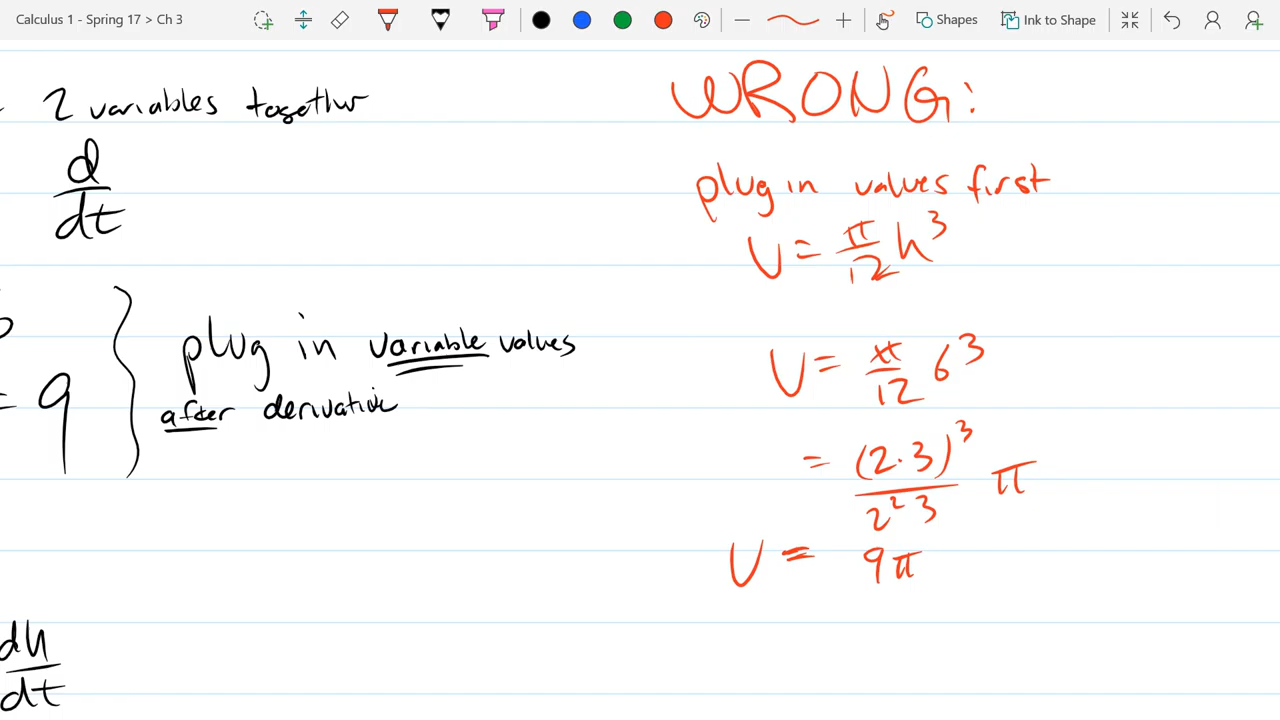 Calculus 1 - Spring 17 > Ch 3
Shapes
Ink to Shape
2 variables together
d/dt
= 9
plug in variable values
after derivative
dh/dt
WRONG:
plug in values first
V = π/12 h³
V = π/12 6³
= (2·3)³/2²3 π
V = 9π